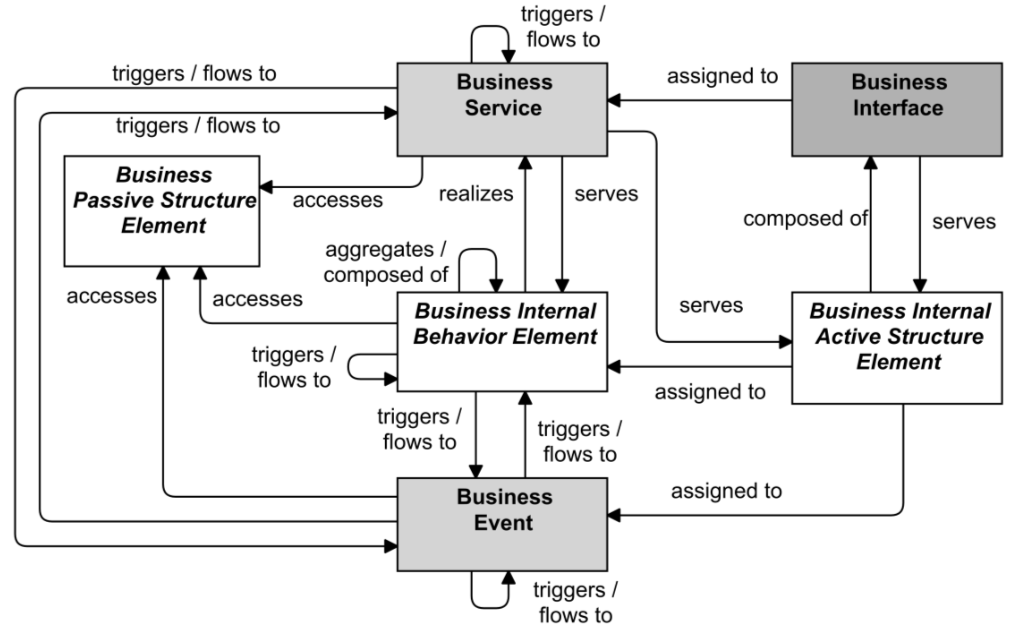 triggers /
flows to
triggers / flows to
Business
Service
assigned to
Business
Interface
triggers / flows to
Business
Passive Structure
Element
accesses
realizes
serves
composed of
serves
aggregates /
composed of
accesses
accesses
Business Internal
Behavior Element
serves
Business Internal
Active Structure
Element
triggers /
flows to
assigned to
triggers /
flows to
triggers /
flows to
Business
Event
assigned to
triggers /
flows to